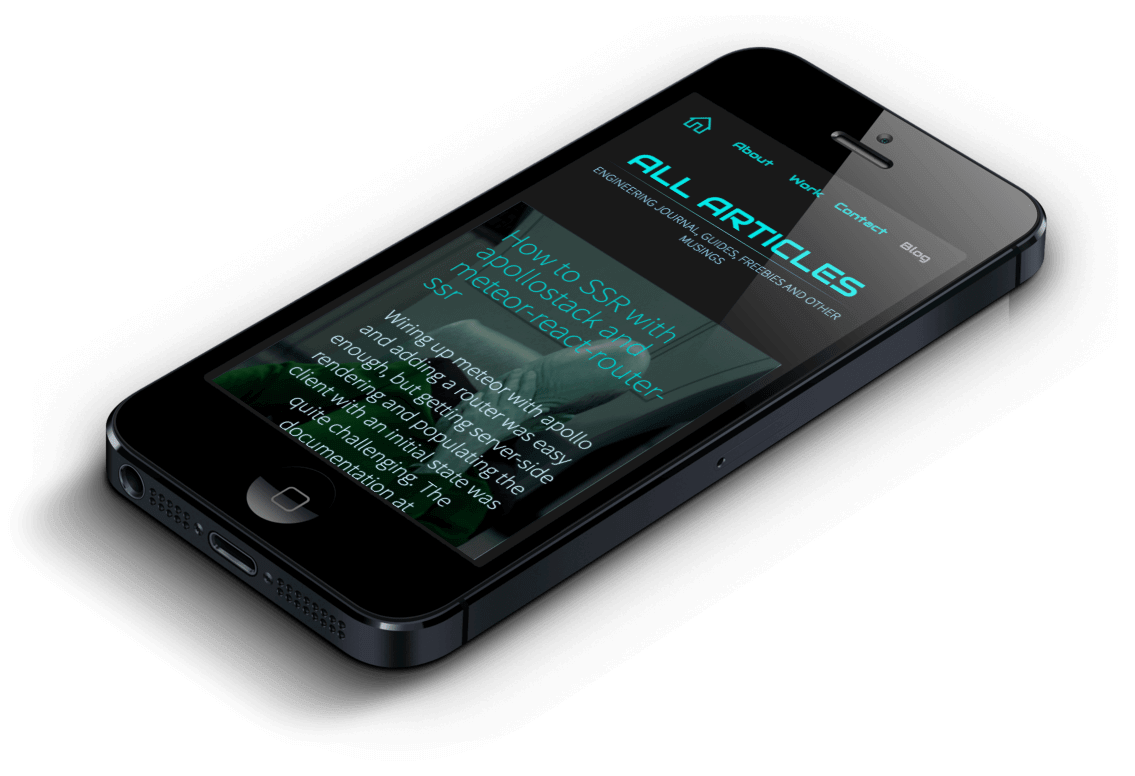 About
Work
Contact
Blog
ALL ARTICLES
ENGINEERING JOURNAL, GUIDES, FREEBIES AND OTHER
MUSINGS
How to SSR with
apollostack and
meteor-react-router-
ssr
Wiring up meteor with apollo
and adding a router was easy
enough, but getting server-side
rendering and populating the
client with an initial state was
quite challenging. The
documentation at